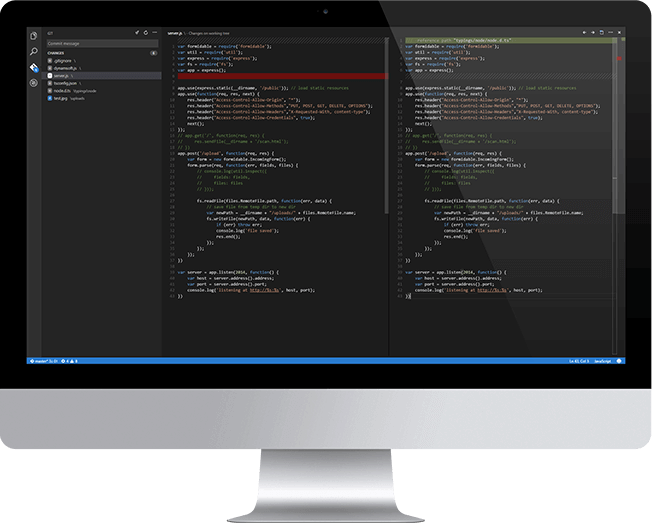 GIT
Commit message
CHANGES
.gitignore
dynamsoft.js
server.js
tsconfig.json
node.d.ts typings/node
test.jpg \uploads
server.js - Changes on working tree
var formidable = require('formidable');
var util = require('util');
var express = require('express');
var fs = require('fs');
var app = express();
app.use(express.static(__dirname, '/public')); // load static resources
app.use(function(req, res, next) {
res.header("Access-Control-Allow-Origin", "*");
res.header("Access-Control-Allow-Methods","PUT, POST, GET, DELETE, OPTIONS");
res.header("Access-Control-Allow-Headers","X-Requested-With, content-type");
res.header("Access-Control-Allow-Credentials", true);
next();
});
// app.get('/', function(req, res) {
// res.sendFile(__dirname + '/scan.html');
// })
app.post('/upload', function(req, res) {
var form = new formidable.IncomingForm();
form.parse(req, function(err, fields, files) {
// console.log(util.inspect({
// fields: fields,
// files: files
// }));
fs.readFile(files.RemoteFile.path, function(err, data) {
// save file from temp dir to new dir
var newPath = __dirname + "/uploads/" + files.RemoteFile.name;
fs.writeFile(newPath, data, function(err) {
if (err) throw err;
console.log('file saved');
res.end();
});
});
});
})
var server = app.listen(2014, function() {
var host = server.address().address;
var port = server.address().port;
console.log('listening at http://%s:%s', host, port);
})
reference path "typings/node/node.d.ts"
var formidable = require('formidable');
var util = require('util');
var express = require('express');
var fs = require('fs');
var app = express();
app.use(express.static(__dirname, '/public')); // load static resources
app.use(function(req, res, next) {
res.header("Access-Control-Allow-Origin", "*");
res.header("Access-Control-Allow-Methods","PUT, POST, GET, DELETE, OPTIONS");
res.header("Access-Control-Allow-Headers","X-Requested-With, content-type");
res.header("Access-Control-Allow-Credentials", true);
next();
});
// app.get('/', function(req, res) {
// res.sendFile(__dirname + '/scan.html');
// })
app.post('/upload', function(req, res) {
var form = new formidable.IncomingForm();
form.parse(req, function(err, fields, files) {
// console.log(util.inspect({
// fields: fields,
// files: files
// }));
fs.readFile(files.RemoteFile.path, function(err, data) {
// save file from temp dir to new dir
var newPath = __dirname + "/uploads/" + files.RemoteFile.name;
fs.writeFile(newPath, data, function(err) {
if (err) throw err;
console.log('file saved');
res.end();
});
});
});
})
var server = app.listen(2014, function() {
var host = server.address().address;
var port = server.address().port;
console.log('listening at http://%s:%s', host, port);
})
master*
Ln 43, Col 3 JavaScript